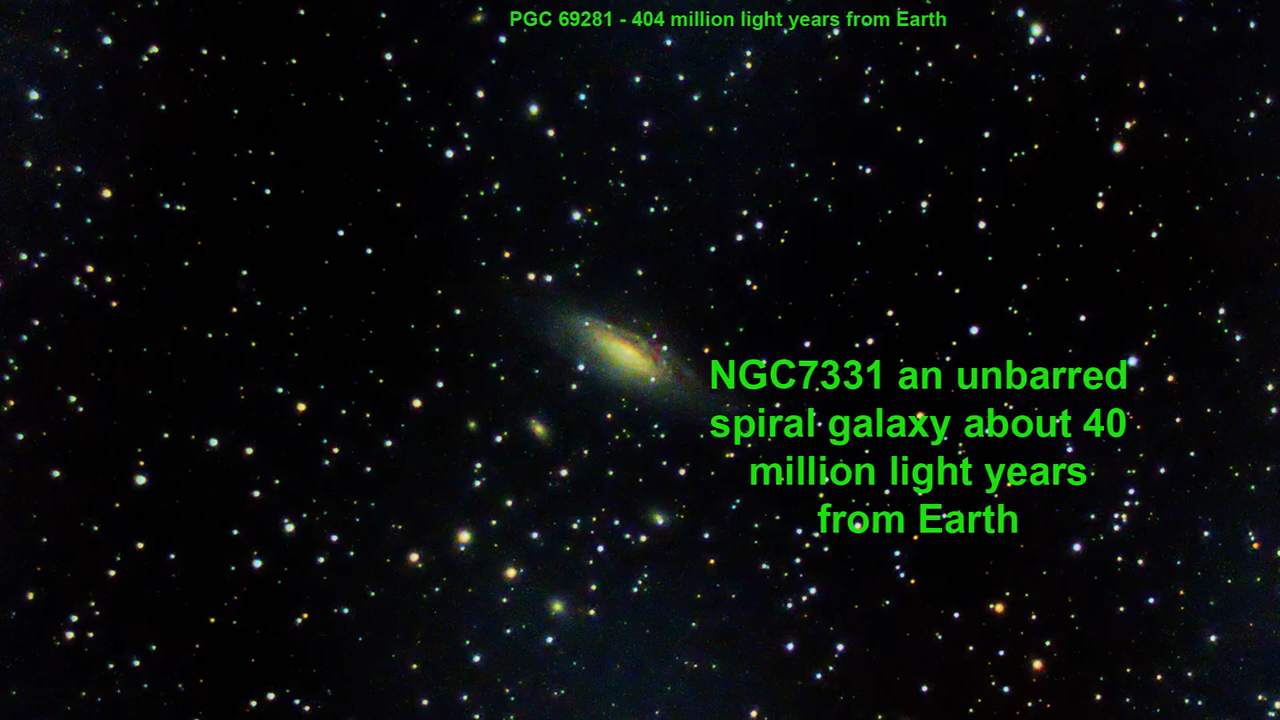 PGC 69281 - 404 million light years from Earth
NGC7331 an unbarred
spiral galaxy about 40
million light years
from Earth